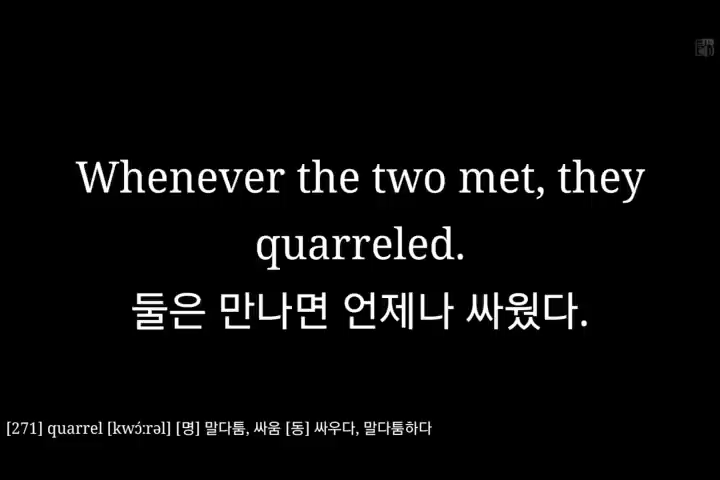 Whenever the two met, they
quarreled.
둘은 만나면 언제나 싸웠다.
[271] quarrel [kwɔ́:rəl] [명] 말다툼, 싸움 [동] 싸우다, 말다툼하다